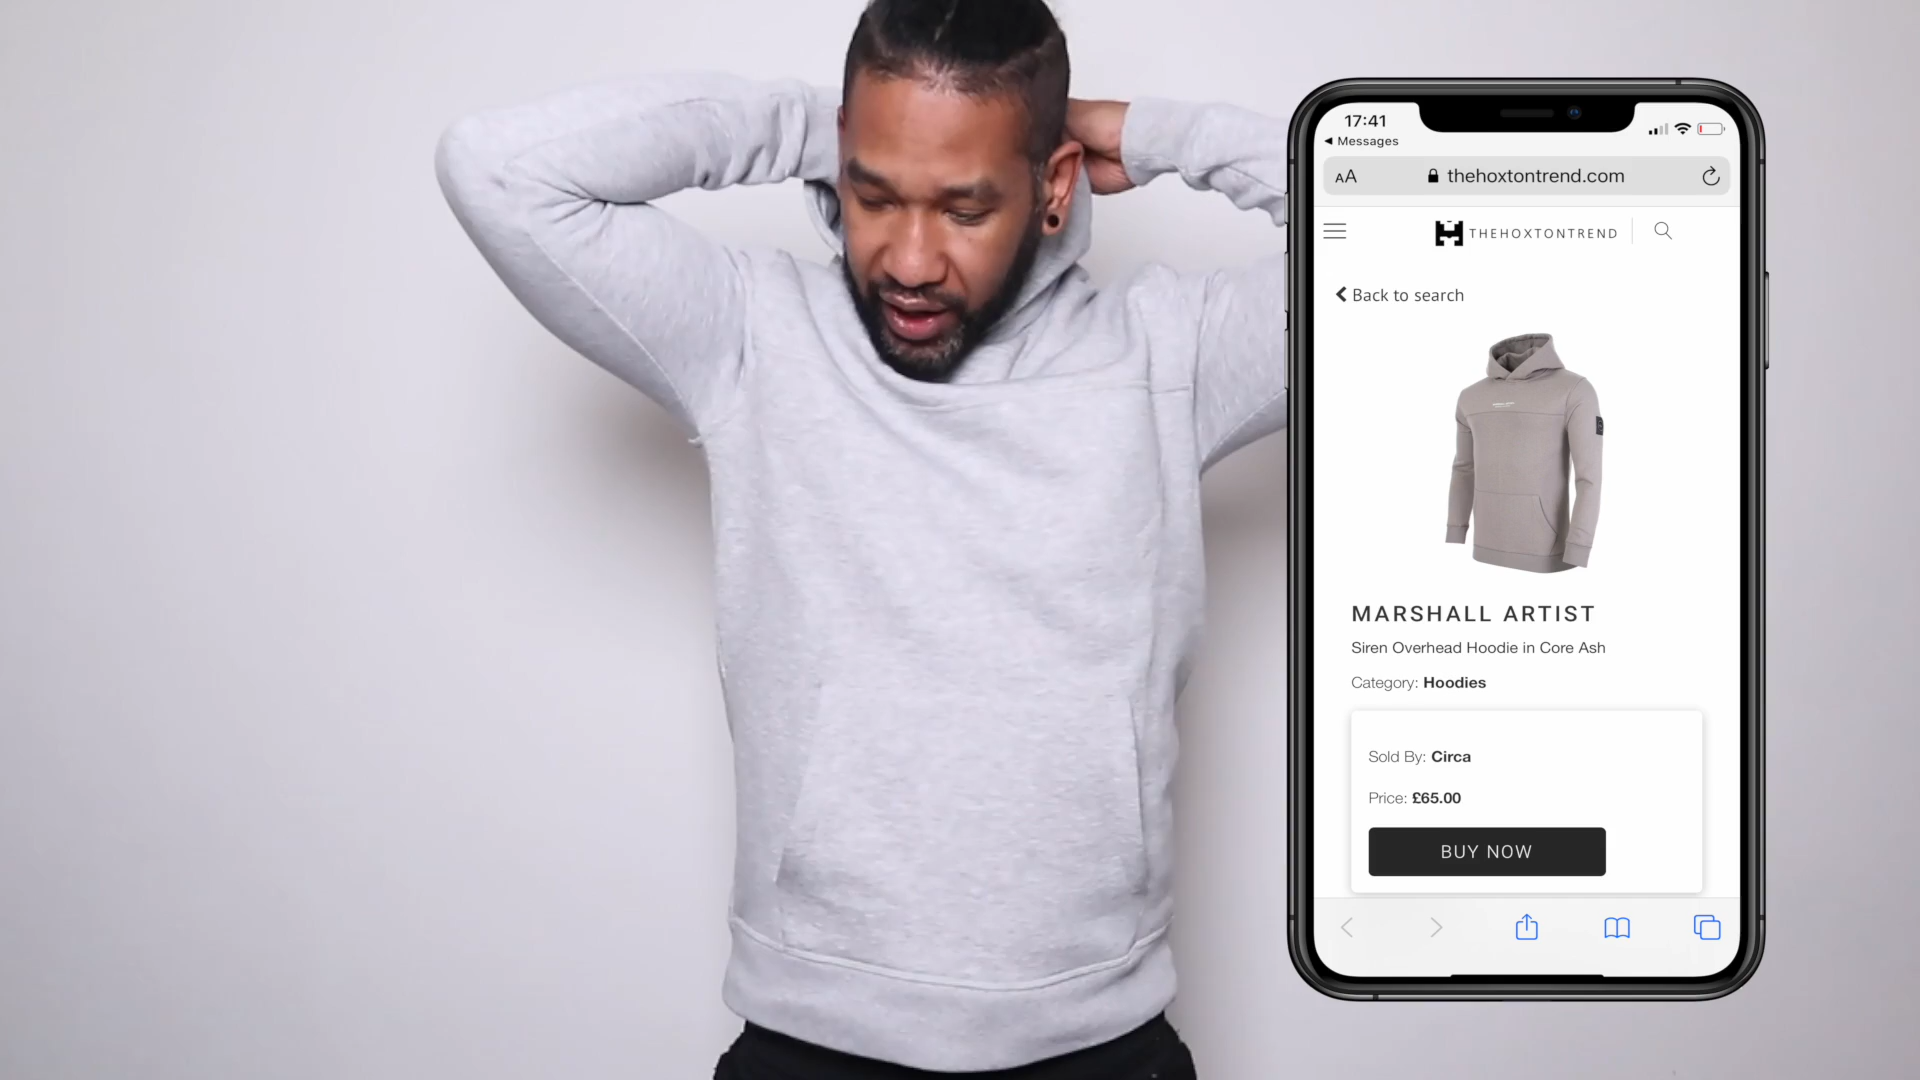 17:41
Messages
AA
thehoxtontrend.com
THEHOXTONTREND
Back to search
MARSHALL ARTIST
Siren Overhead Hoodie in Core Ash
Category: Hoodies
Sold By: Circa
Price: £65.00
BUY NOW